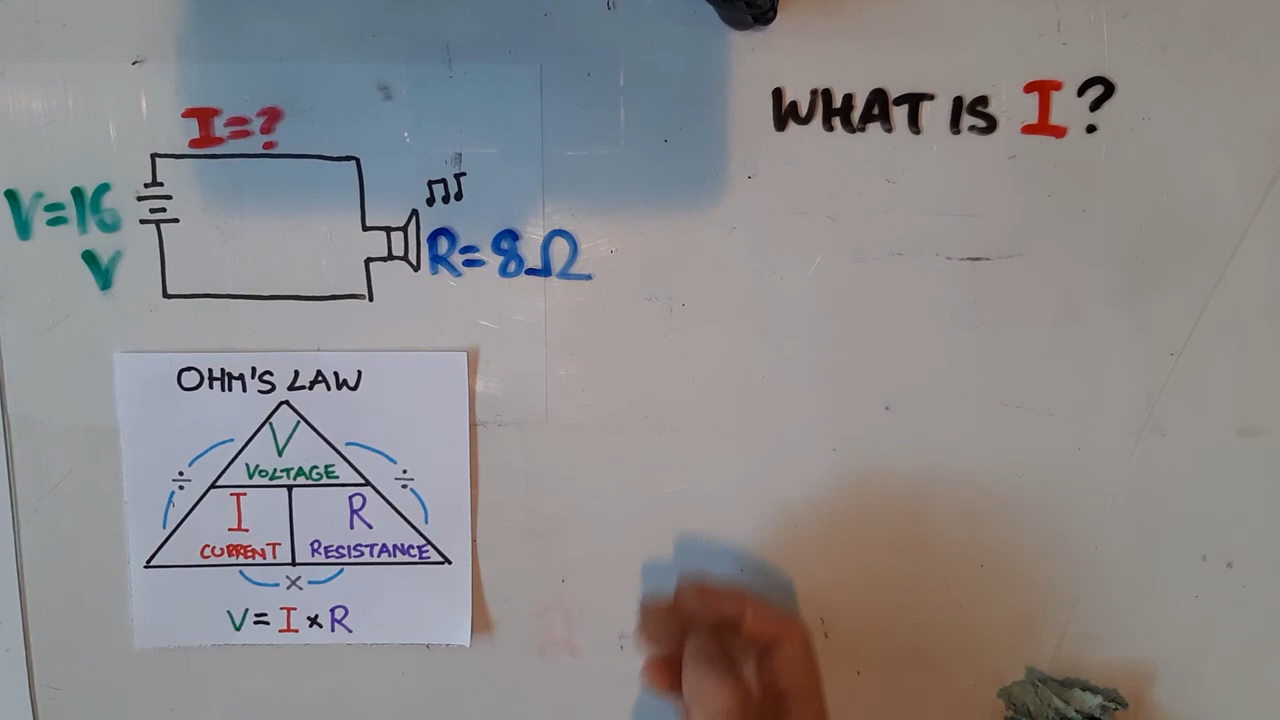 WHAT IS I?
I=?
V=16
V
R=8Ω
OHM'S LAW
V
VOLTAGE
÷
÷
I
R
CURRENT
RESISTANCE
×
V=I×R